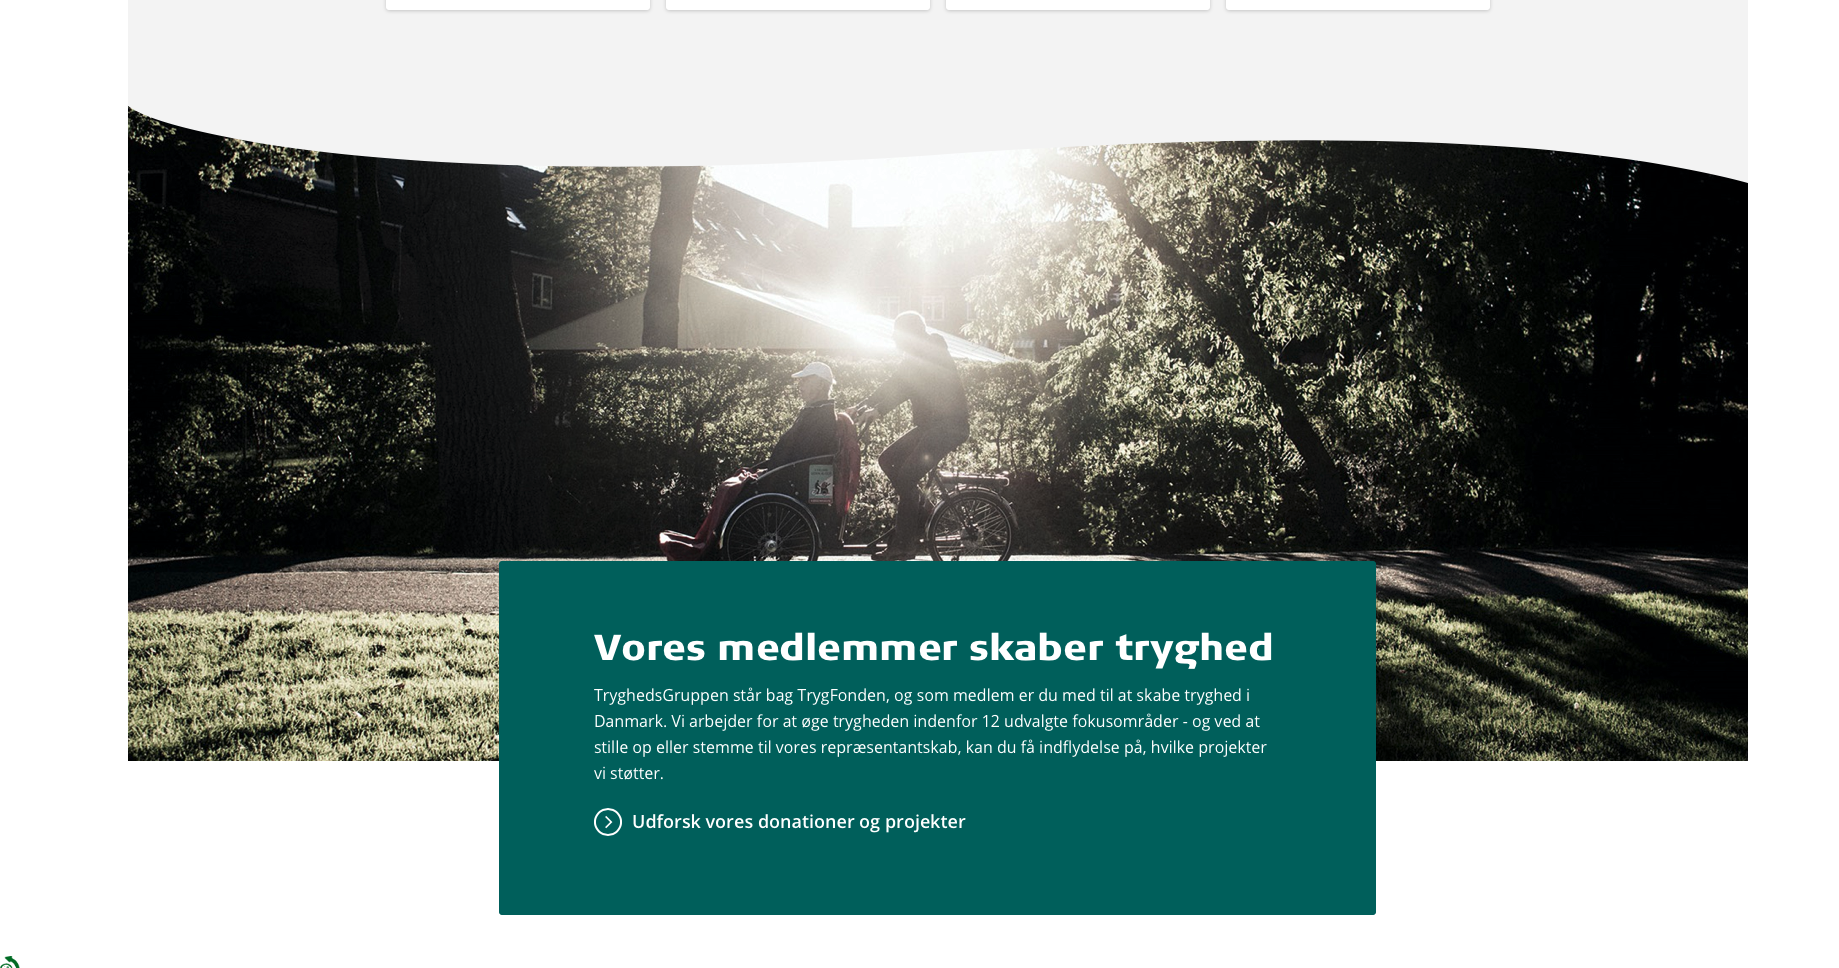 Vores medlemmer skaber tryghed
TryghedsGruppen står bag TrygFonden, og som medlem er du med til at skabe tryghed i
Danmark. Vi arbejder for at øge trygheden indenfor 12 udvalgte fokusområder - og ved at
stille op eller stemme til vores repræsentantskab, kan du få indflydelse på, hvilke projekter
vi støtter.
Udforsk vores donationer og projekter